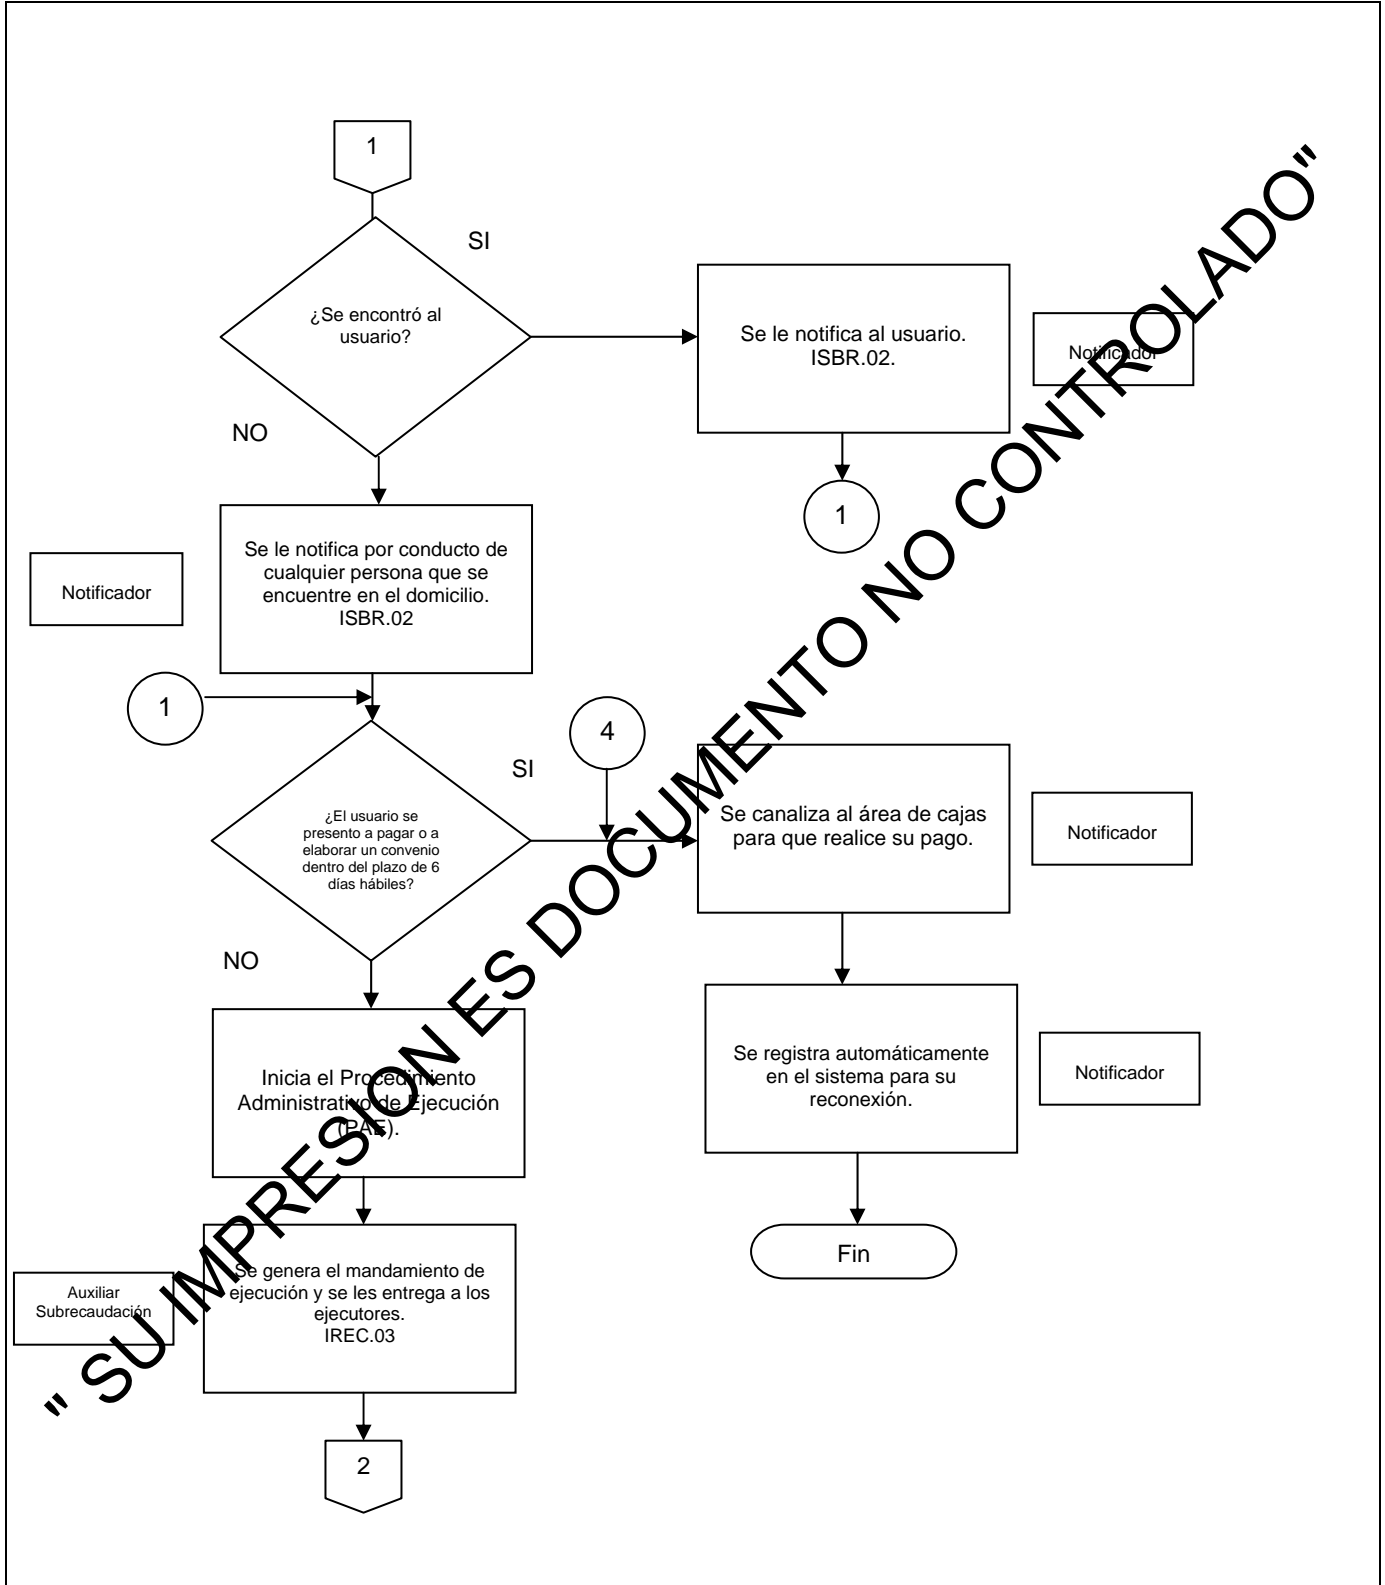 1
SI
¿Se encontró al
usuario?
Se le notifica al usuario.
ISBR.02.
Notificador
NO
1
Se le notifica por conducto de
cualquier persona que se
encuentre en el domicilio.
ISBR.02
Notificador
1
4
SI
¿El usuario se
presento a pagar o a
elaborar un convenio
dentro del plazo de 6
días hábiles?
Se canaliza al área de cajas
para que realice su pago.
Notificador
NO
Inicia el Procedimiento
Administrativo de Ejecución
(PAE).
Se registra automáticamente
en el sistema para su
reconexión.
Notificador
Se genera el mandamiento de
ejecución y se les entrega a los
ejecutores.
IREC.03
Auxiliar
Subrecaudación
Fin
2
" SU IMPRESION ES DOCUMENTO NO CONTROLADO"